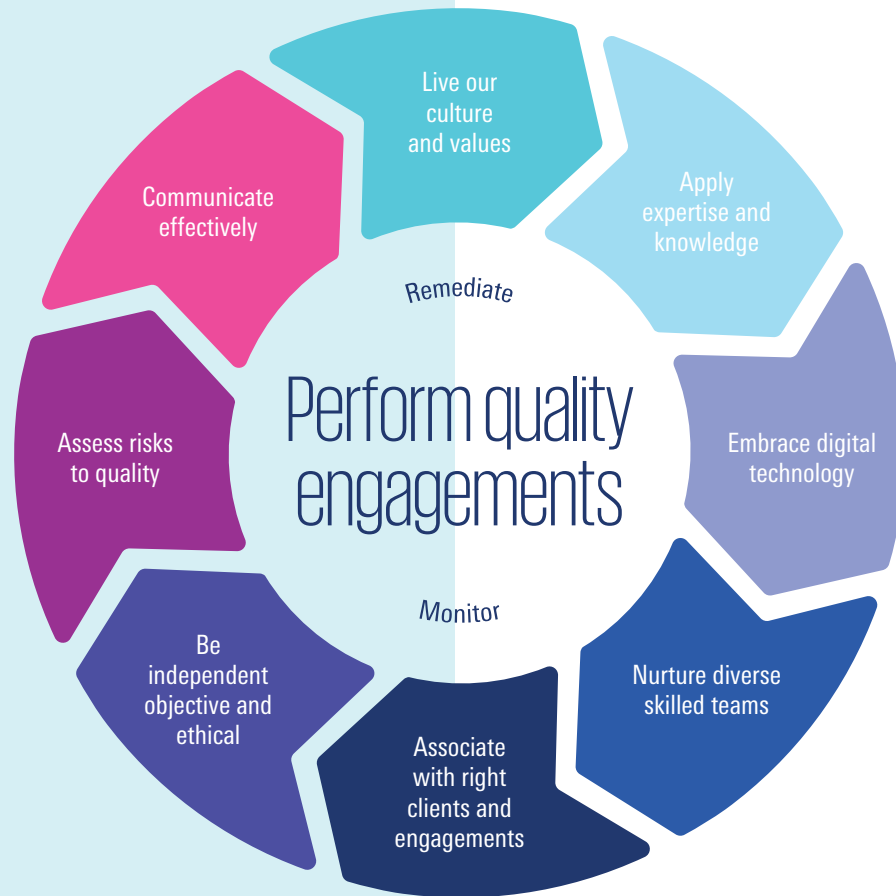 Live our
culture
and values
Apply
expertise and
knowledge
Embrace digital
technology
Nurture diverse
skilled teams
Associate
with right
clients and
engagements
Be
independent
objective and
ethical
Assess risks
to quality
Communicate
effectively
Remediate
Perform quality
engagements
Monitor